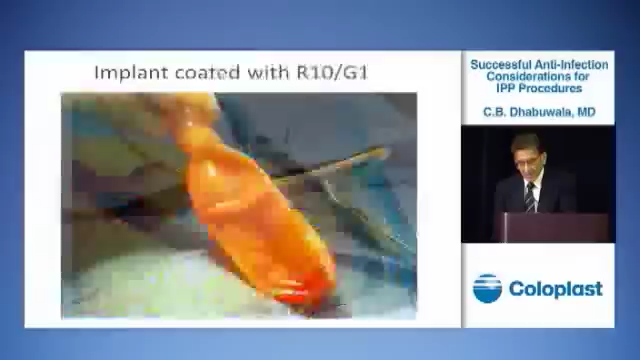 Implant coated with R10/G1
Successful Anti-Infection
Considerations for
IPP Procedures
C.B. Dhabuwala, MD
Coloplast